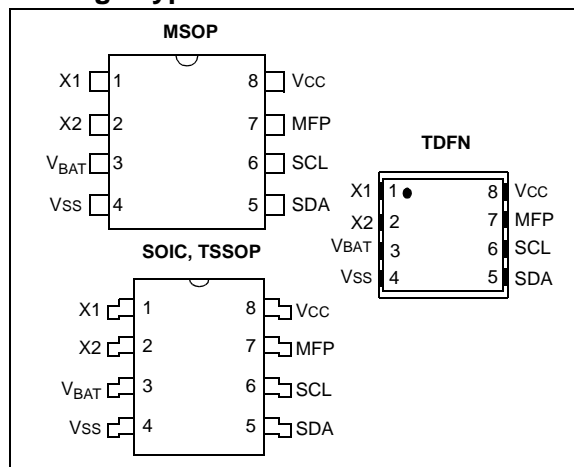 MSOP
X1 1 8 VCC
X2 2 7 MFP
VBAT 3 6 SCL
VSS 4 5 SDA
TDFN
X1 1 8 VCC
X2 2 7 MFP
VBAT 3 6 SCL
VSS 4 5 SDA
SOIC, TSSOP
X1 1 8 VCC
X2 2 7 MFP
VBAT 3 6 SCL
VSS 4 5 SDA